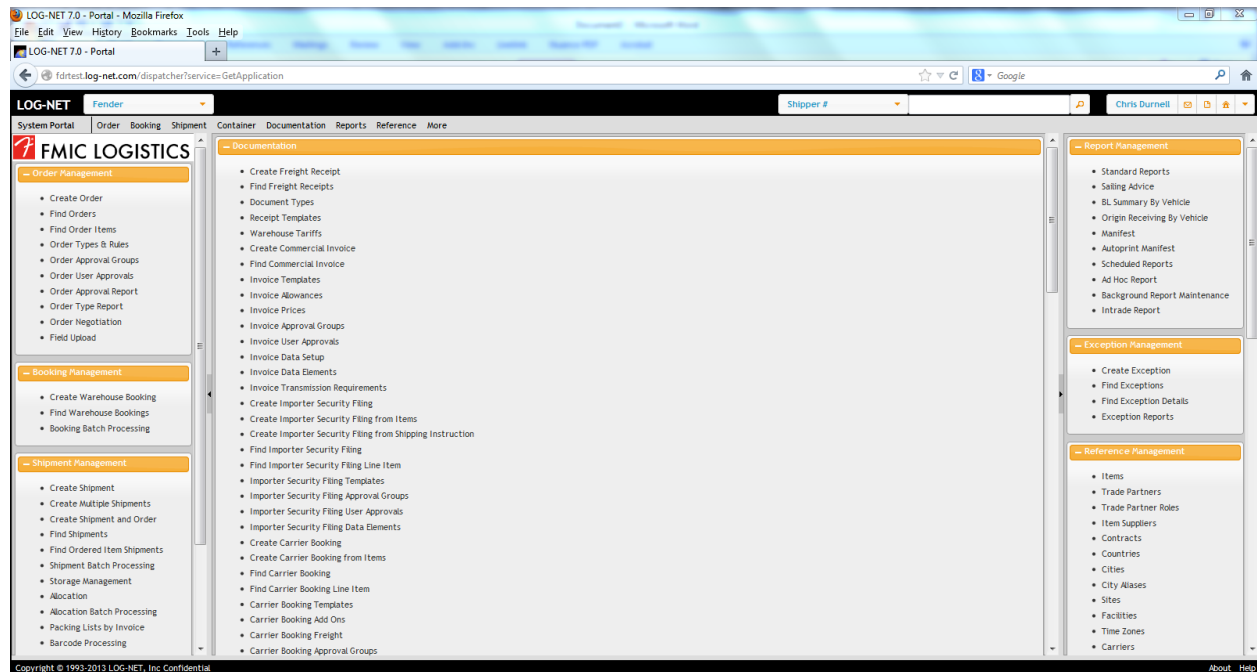 LOG-NET 7.0 - Portal - Mozilla Firefox
File Edit View History Bookmarks Tools Help
LOG-NET 7.0 - Portal +
fdrtest.log-net.com/dispatcher?service=GetApplication
Google
LOG-NET Fender Shipper # Chris Durnell
System Portal Order Booking Shipment Container Documentation Reports Reference More
FMIC LOGISTICS
Order Management
Create Order
Find Orders
Find Order Items
Order Types & Rules
Order Approval Groups
Order User Approvals
Order Approval Report
Order Type Report
Order Negotiation
Field Upload
Booking Management
Create Warehouse Booking
Find Warehouse Bookings
Booking Batch Processing
Shipment Management
Create Shipment
Create Multiple Shipments
Create Shipment and Order
Find Shipments
Find Ordered Item Shipments
Shipment Batch Processing
Storage Management
Allocation
Allocation Batch Processing
Packing Lists by Invoice
Barcode Processing
Documentation
Create Freight Receipt
Find Freight Receipts
Document Types
Receipt Templates
Warehouse Tariffs
Create Commercial Invoice
Find Commercial Invoice
Invoice Templates
Invoice Allowances
Invoice Prices
Invoice Approval Groups
Invoice User Approvals
Invoice Data Setup
Invoice Data Elements
Invoice Transmission Requirements
Create Importer Security Filing
Create Importer Security Filing from Items
Create Importer Security Filing from Shipping Instruction
Find Importer Security Filing
Find Importer Security Filing Line Item
Importer Security Filing Templates
Importer Security Filing Approval Groups
Importer Security Filing User Approvals
Importer Security Filing Data Elements
Create Carrier Booking
Create Carrier Booking from Items
Find Carrier Booking
Find Carrier Booking Line Item
Carrier Booking Templates
Carrier Booking Add Ons
Carrier Booking Freight
Carrier Booking Approval Groups
Report Management
Standard Reports
Sailing Advice
BL Summary By Vehicle
Origin Receiving By Vehicle
Manifest
Autoprint Manifest
Scheduled Reports
Ad Hoc Report
Background Report Maintenance
Intrade Report
Exception Management
Create Exception
Find Exceptions
Find Exception Details
Exception Reports
Reference Management
Items
Trade Partners
Trade Partner Roles
Item Suppliers
Contracts
Countries
Cities
City Aliases
Sites
Facilities
Time Zones
Carriers
Copyright © 1993-2013 LOG-NET, Inc Confidential About Help